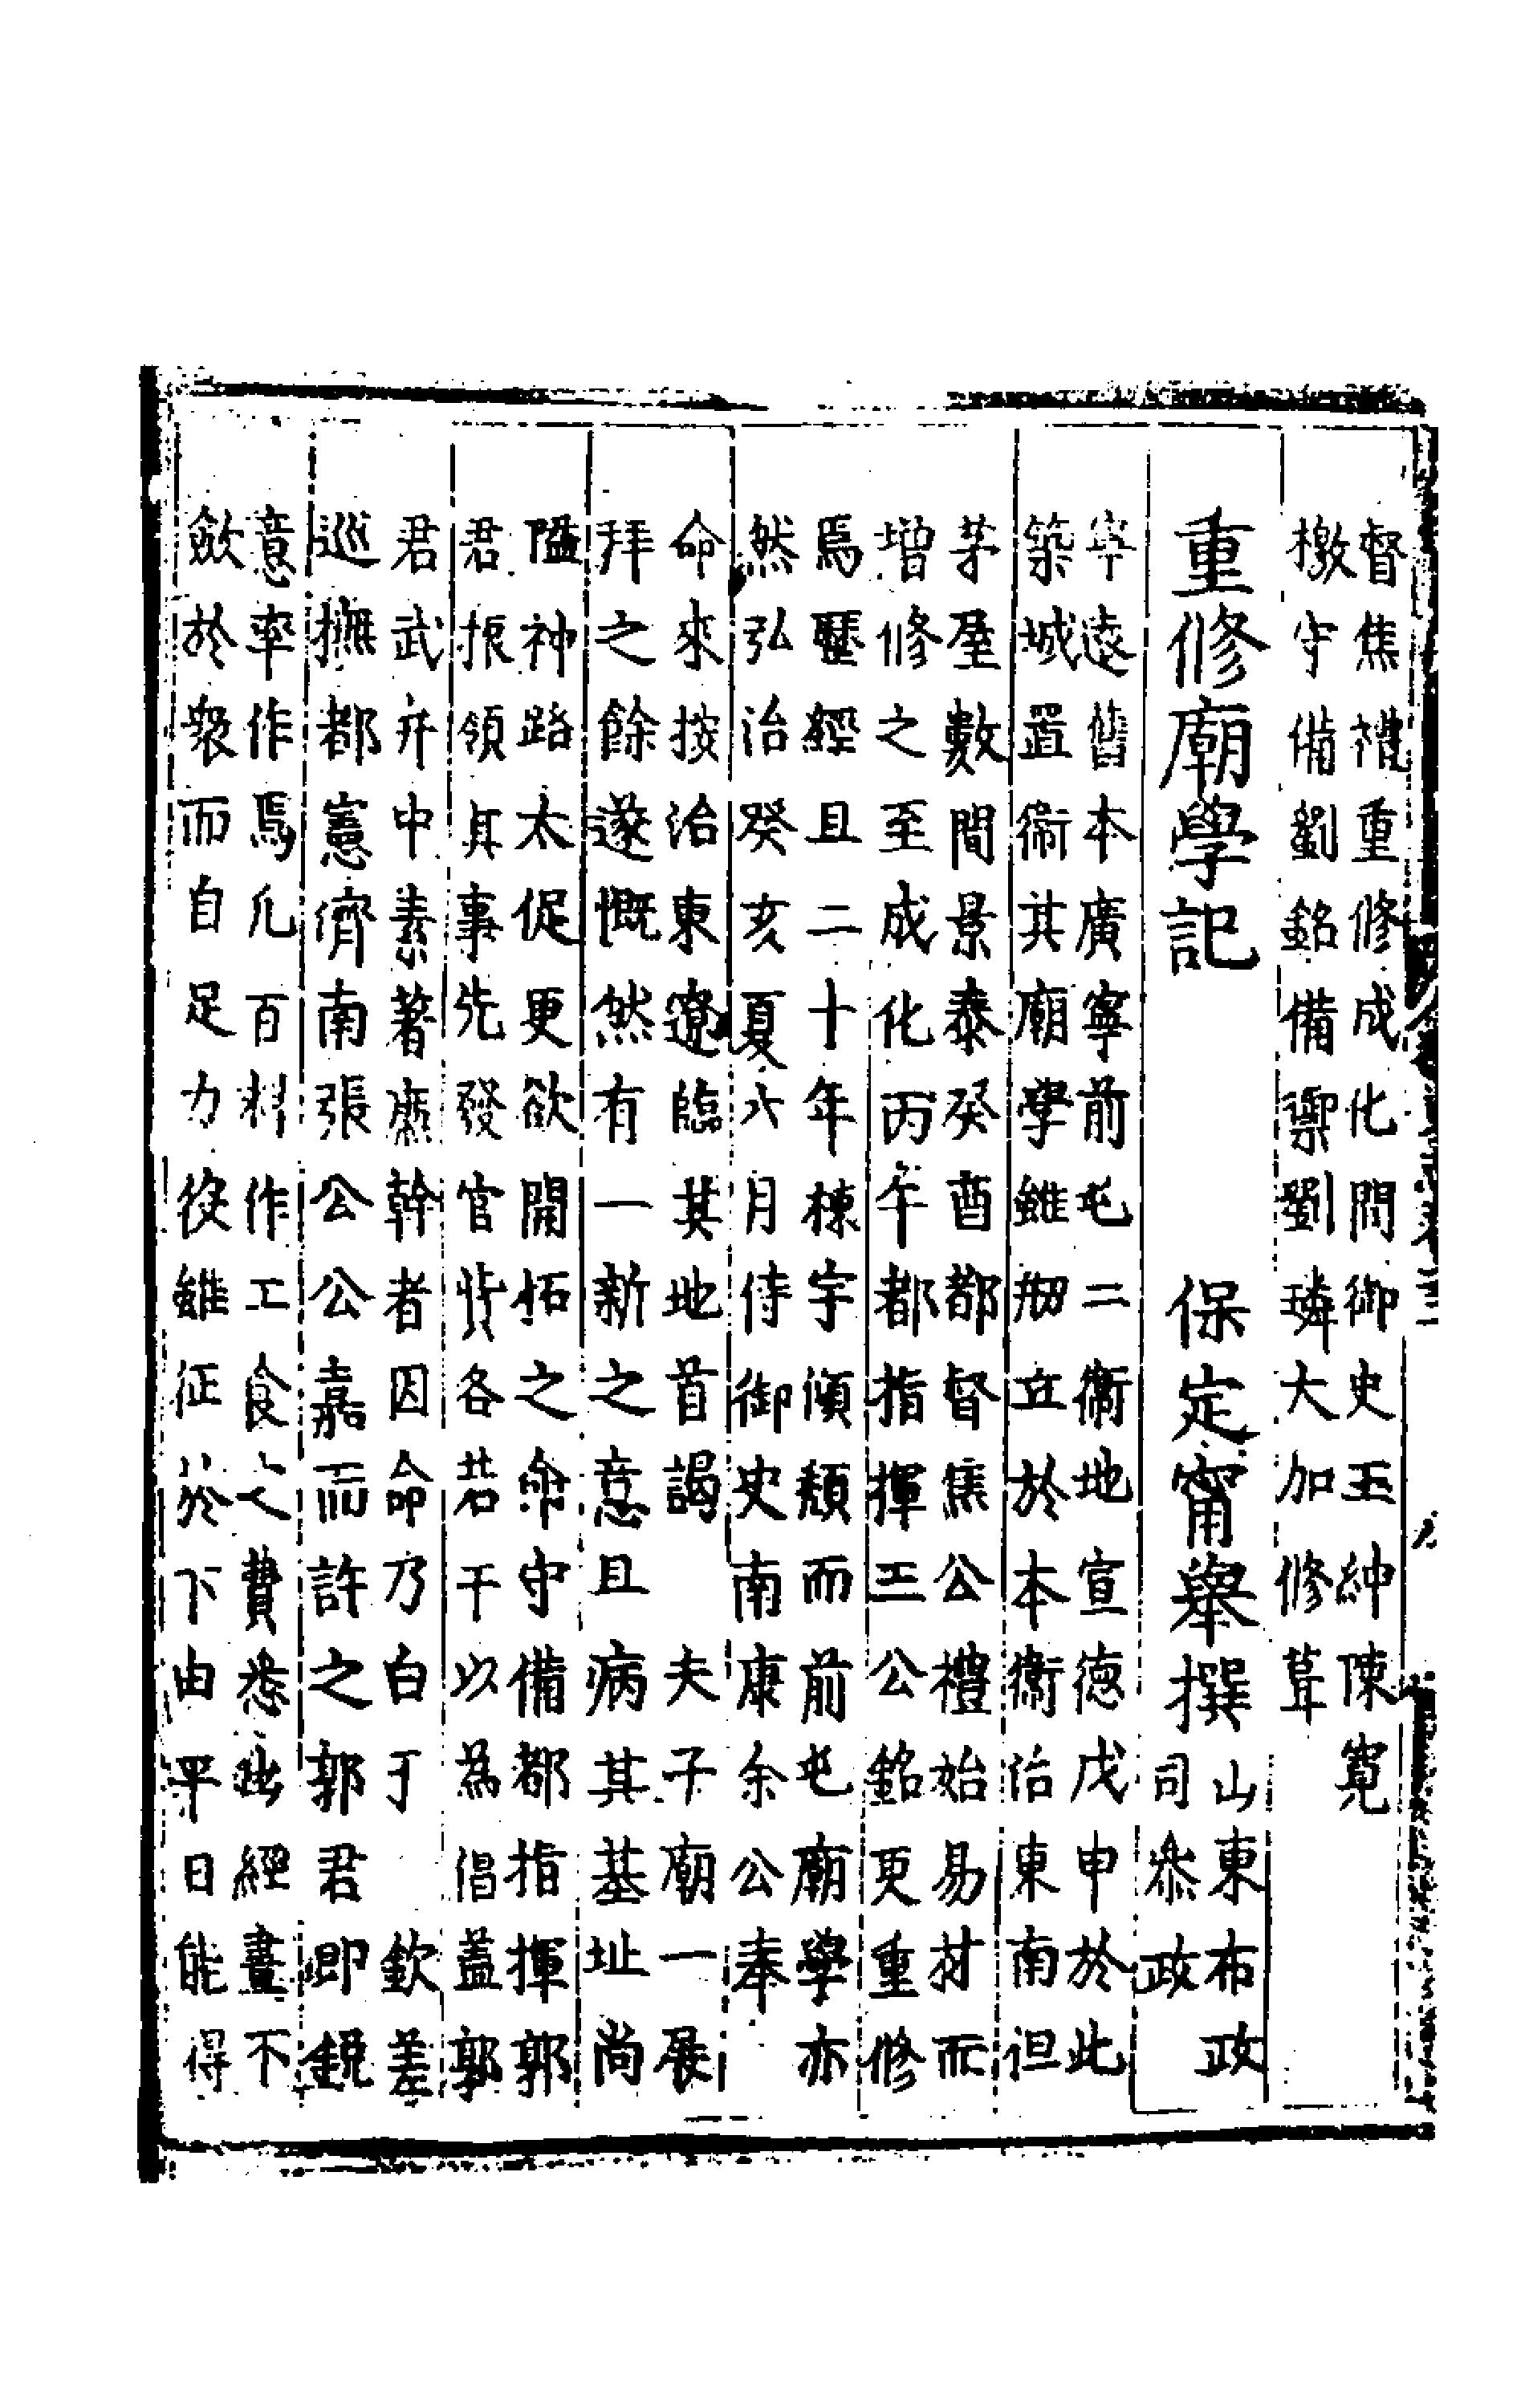 督焦禮重修成化間御史王紳陳寬
檄守備劉銘備禦劉璘大加修葺
重修廟學記　保定甯舉撰
山東布政
司叅政
寧遠舊本廣寧前屯二衛地宣德戊申於此
築城置衛其廟學雖刱立於本衛治東南但
茅屋數間景泰癸酉都督焦公禮始易材而
增修之至成化丙午都指揮王公銘更重修
焉歷經且二十年棟宇傾頹而前屯廟學亦
然弘治癸亥夏六月侍御史南康余公奉
命來按治東遼臨其地首謁　夫子廟一展
拜之餘遂慨然有一新之意且病其基址尚
隘神路太促更欲開拓之命守備都指揮郭
君振領其事先發官貲各若干以為倡蓋郭
君武弁中素著廉幹者因命乃白于　欽差
巡撫都憲濟南張公公嘉而許之郭君即銳
意率作焉凡百料作工食之費悉出經畫不
斂於衆而自足力役雖征於下由平日能得